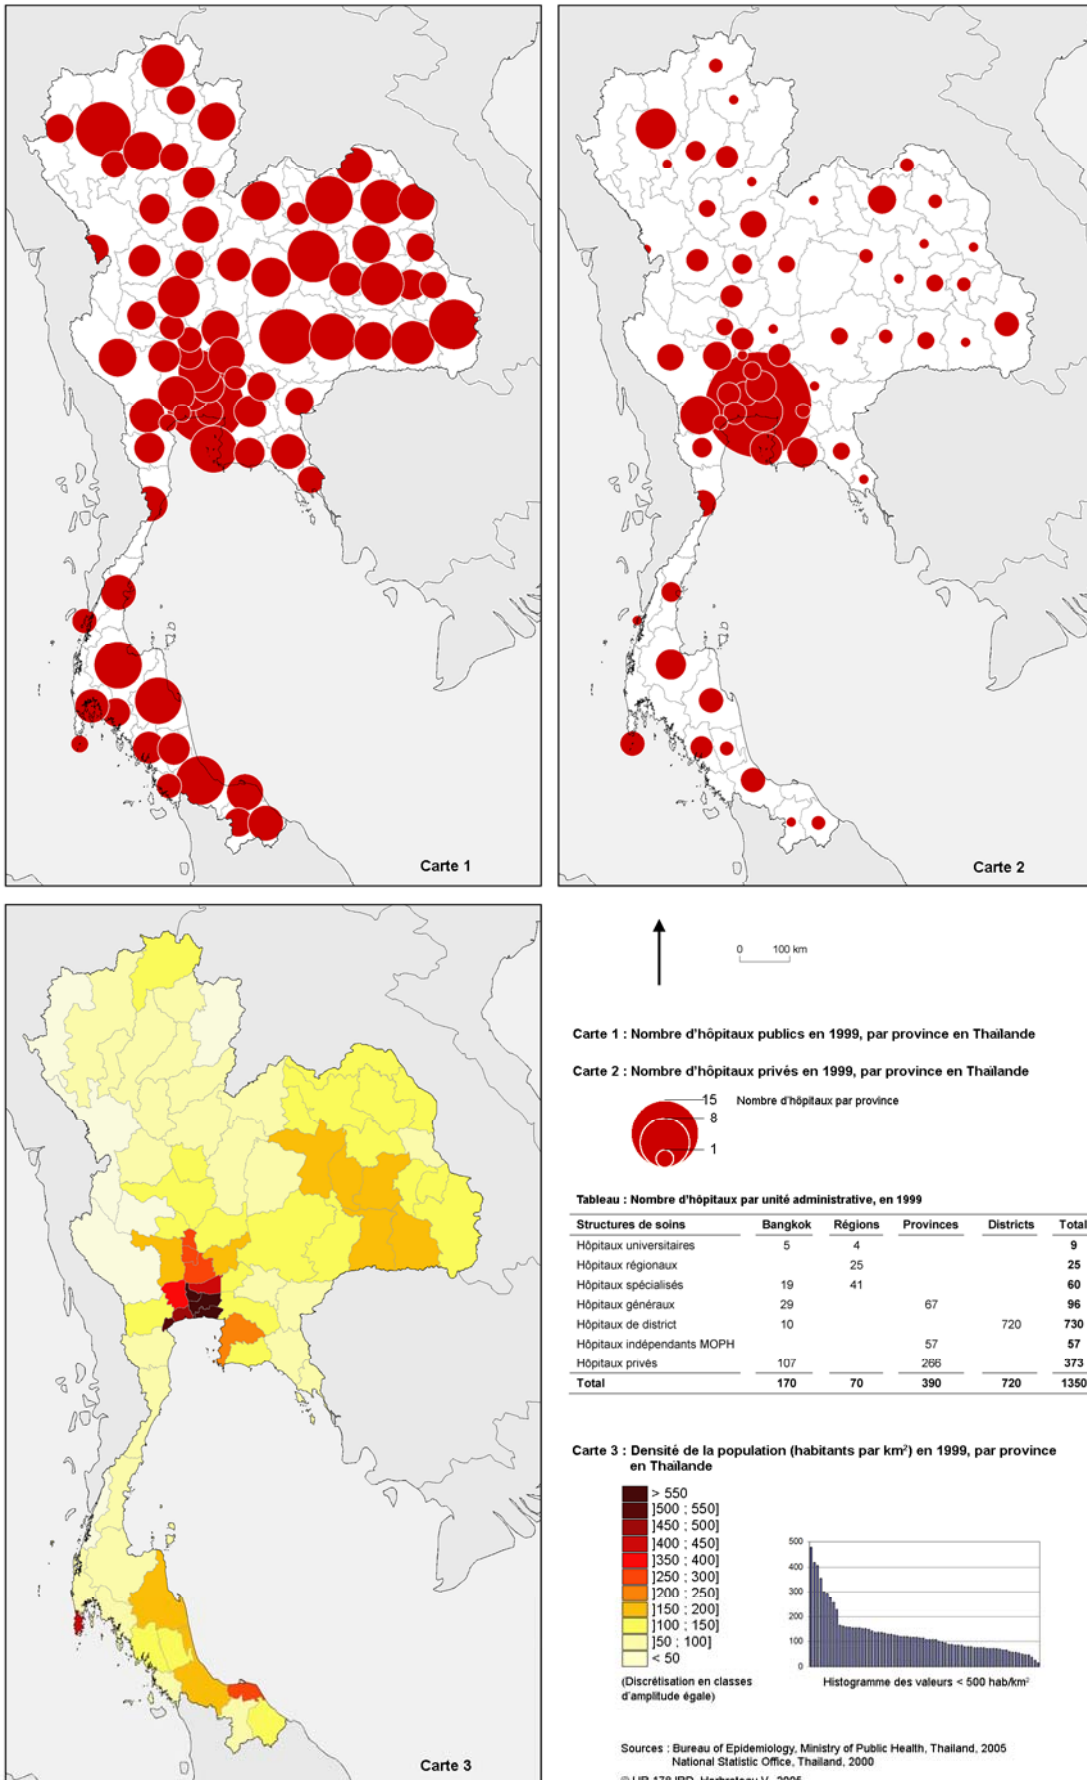 Carte 1
Carte 2
0 100 km
Carte 1 : Nombre d'hôpitaux publics en 1999, par province en Thaïlande
Carte 2 : Nombre d'hôpitaux privés en 1999, par province en Thaïlande
15 Nombre d'hôpitaux par province
8
1
Tableau : Nombre d'hôpitaux par unité administrative, en 1999
Structures de soins Bangkok Régions Provinces Districts Total
Hôpitaux universitaires 5 4 9
Hôpitaux régionaux 25 25
Hôpitaux spécialisés 19 41 60
Hôpitaux généraux 29 67 96
Hôpitaux de district 10 720 730
Hôpitaux indépendants MOPH 57 57
Hôpitaux privés 107 266 373
Total 170 70 390 720 1350
Carte 3 : Densité de la population (habitants par km²) en 1999, par province
en Thaïlande
> 550
]500 ; 550]
]450 ; 500]
]400 ; 450]
]350 ; 400]
]250 ; 300]
]200 ; 250]
]150 ; 200]
]100 ; 150]
]50 ; 100]
< 50
(Discrétisation en classes
d'amplitude égale)
500
400
300
200
100
0
Histogramme des valeurs < 500 hab/km²
Carte 3
Sources : Bureau of Epidemiology, Ministry of Public Health, Thailand, 2005
National Statistic Office, Thailand, 2000